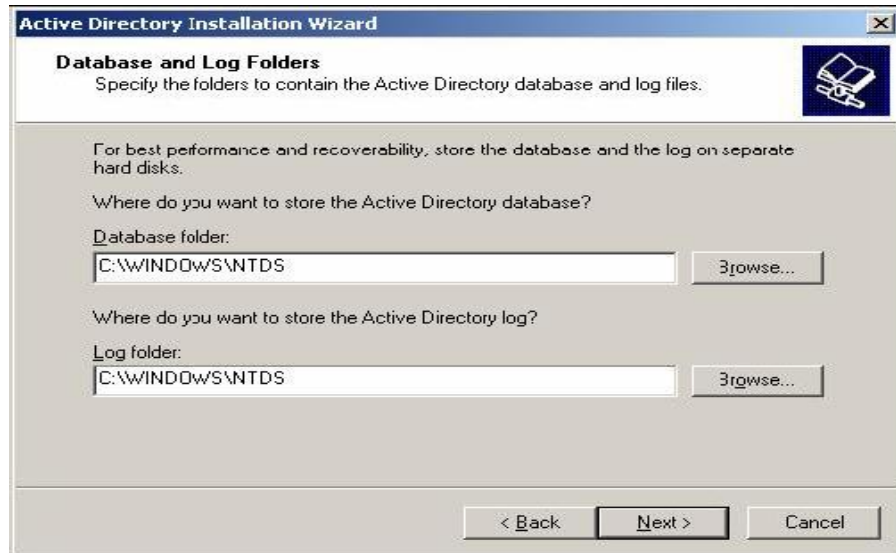 Active Directory Installation Wizard
Database and Log Folders
Specify the folders to contain the Active Directory database and log files.
For best performance and recoverability, store the database and the log on separate
hard disks.
Where do you want to store the Active Directory database?
Database folder:
C:\WINDOWS\NTDS
Browse...
Where do you want to store the Active Directory log?
Log folder:
C:\WINDOWS\NTDS
Browse...
< Back
Next >
Cancel